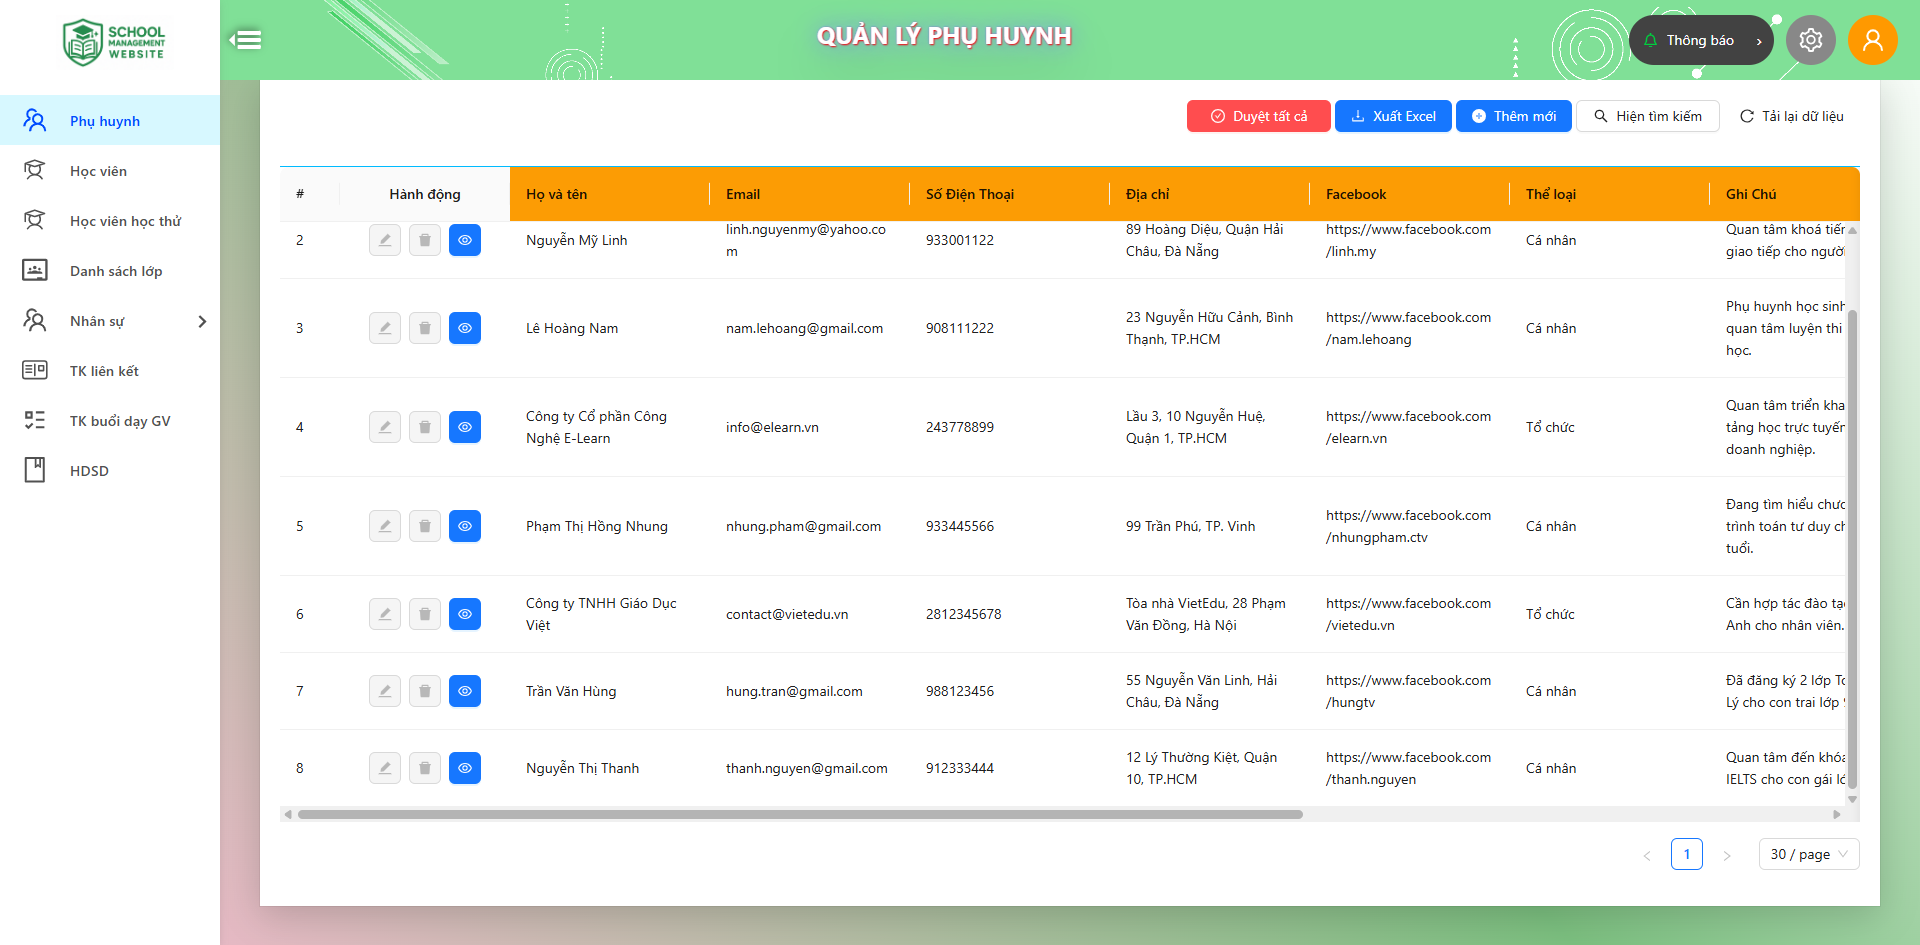 SCHOOL
MANAGEMENT
WEBSITE
QUẢN LÝ PHỤ HUYNH
Thông báo
Phụ huynh
Học viên
Học viên học thử
Danh sách lớp
Nhân sự
TK liên kết
TK buổi dạy GV
HDSD
Duyệt tất cả
Xuất Excel
Thêm mới
Hiện tìm kiếm
Tải lại dữ liệu
# Hành động Họ và tên Email Số Điện Thoại Địa chỉ Facebook Thể loại Ghi Chú
2 Nguyễn Mỹ Linh linh.nguyenmy@yahoo.co 933001122 89 Hoàng Diệu, Quận Hải https://www.facebook.com Cá nhân Quan tâm khoá
m Châu, Đà Nẵng /linh.my giao tiếp cho
3 Lê Hoàng Nam nam.lehoang@gmail.com 908111222 23 Nguyễn Hữu Cảnh, Bình https://www.facebook.com Cá nhân Phụ huynh học sinh
Thạnh, TP.HCM /nam.lehoang quan tâm luyện thi
học.
4 Công ty Cổ phần Công info@elearn.vn 243778899 Lầu 3, 10 Nguyễn Huệ, https://www.facebook.com Tổ chức Quan tâm triển
Nghệ E-Learn Quận 1, TP.HCM /elearn.vn tảng học trực
doanh nghiệp.
5 Phạm Thị Hồng Nhung nhung.pham@gmail.com 933445566 99 Trần Phú, TP. Vinh https://www.facebook.com Cá nhân Đang tìm hiểu
/nhungpham.ctv trình toán tư duy
tuổi.
6 Công ty TNHH Giáo Dục contact@vietedu.vn 2812345678 Tòa nhà VietEdu, 28 Phạm https://www.facebook.com Tổ chức Cần hợp tác đào
Việt Văn Đồng, Hà Nội /vietedu.vn Anh cho nhân viên.
7 Trần Văn Hùng hung.tran@gmail.com 988123456 55 Nguyễn Văn Linh, Hải https://www.facebook.com Cá nhân Đã đăng ký 2 lớp
Châu, Đà Nẵng /hungtv Lý cho con trai lớp
8 Nguyễn Thị Thanh thanh.nguyen@gmail.com 912333444 12 Lý Thường Kiệt, Quận https://www.facebook.com Cá nhân Quan tâm đến
10, TP.HCM /thanh.nguyen IELTS cho con gái
1
30 / page